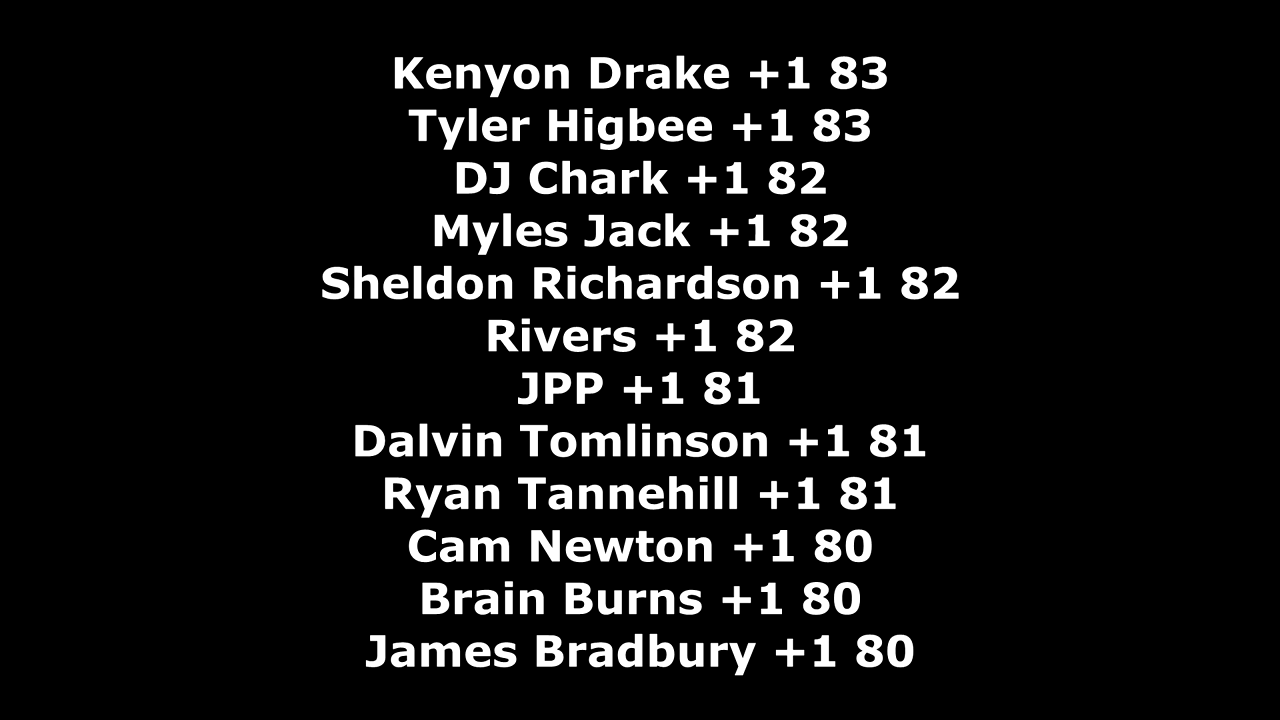 Kenyon Drake +1 83
Tyler Higbee +1 83
DJ Chark +1 82
Myles Jack +1 82
Sheldon Richardson +1 82
Rivers +1 82
JPP +1 81
Dalvin Tomlinson +1 81
Ryan Tannehill +1 81
Cam Newton +1 80
Brain Burns +1 80
James Bradbury +1 80